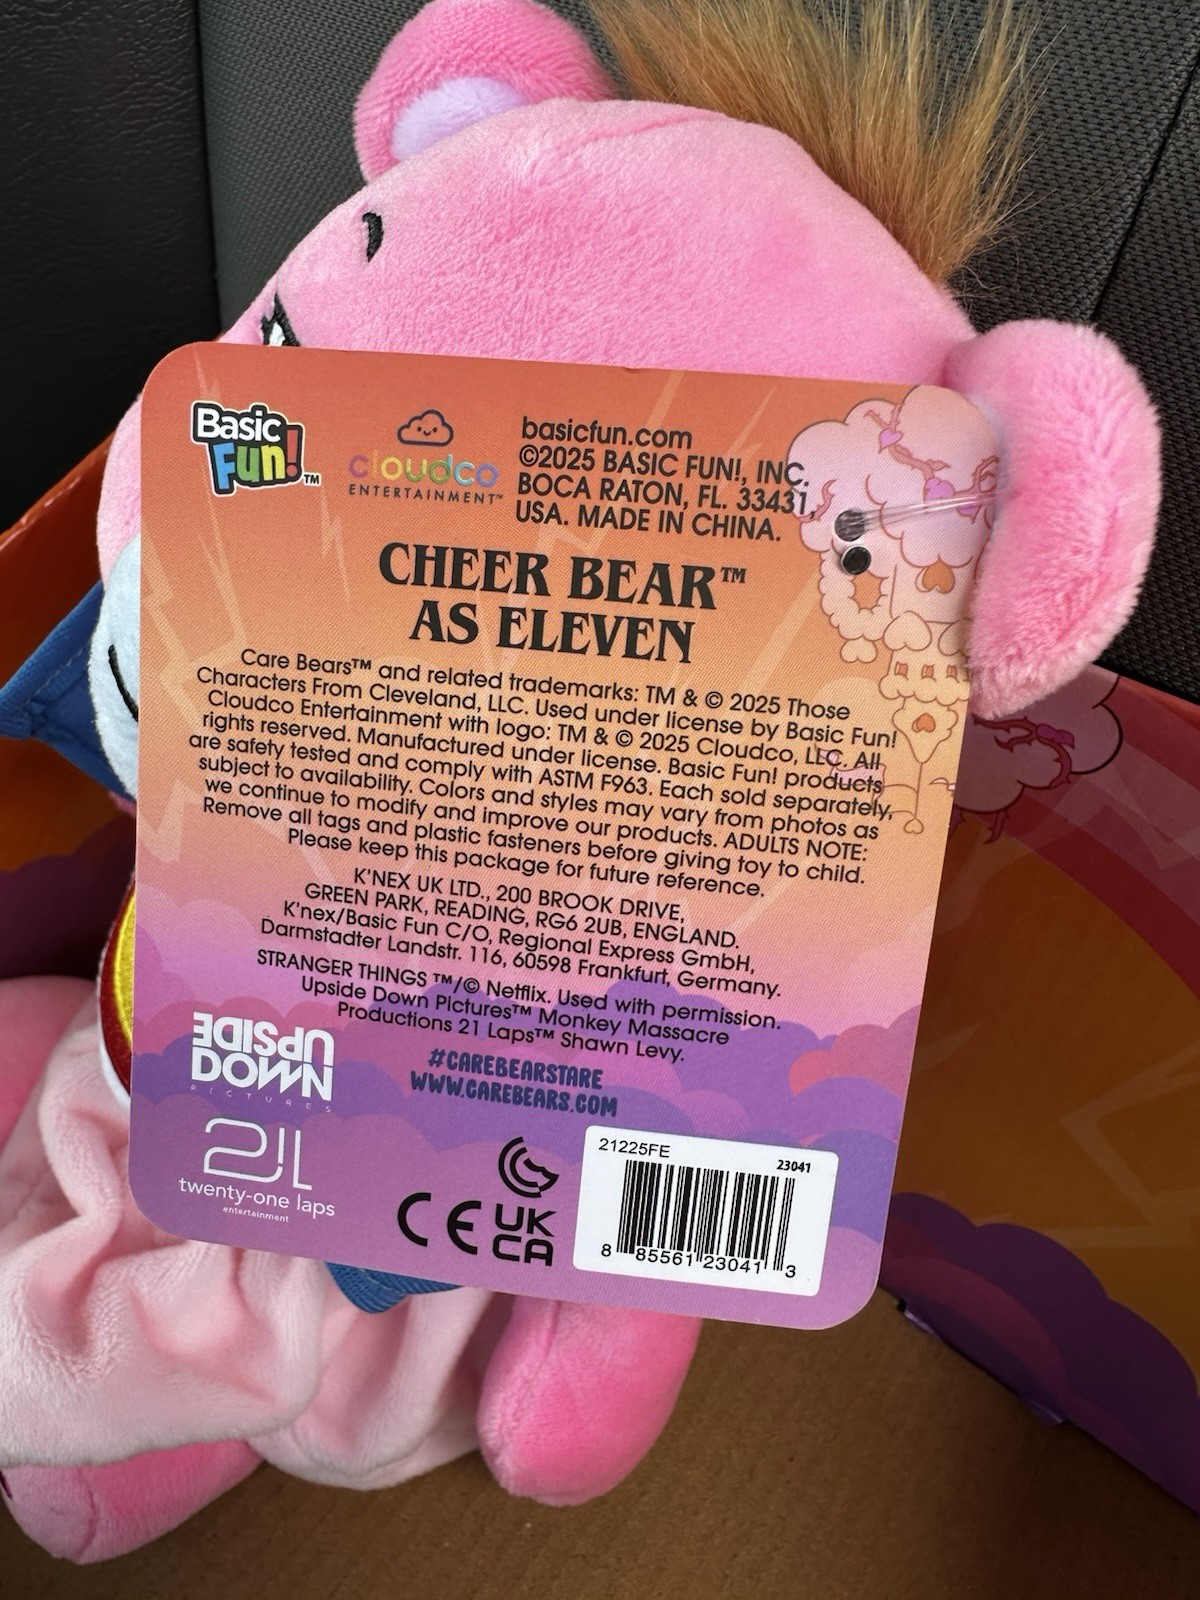 Basic
Fun!™
cloudco
ENTERTAINMENT™
basicfun.com
©2025 BASIC FUN!, INC.
BOCA RATON, FL. 33431,
USA. MADE IN CHINA.
CHEER BEAR™
AS ELEVEN
Care Bears™ and related trademarks: TM & © 2025 Those
Characters From Cleveland, LLC. Used under license by Basic Fun!
Cloudco Entertainment with logo: TM & © 2025 Cloudco, LLC. All
rights reserved. Manufactured under license. Basic Fun! products
are safety tested and comply with ASTM F963. Each sold separately,
subject to availability. Colors and styles may vary from photos as
we continue to modify and improve our products. ADULTS NOTE:
Remove all tags and plastic fasteners before giving toy to child.
Please keep this package for future reference.
K'NEX UK LTD., 200 BROOK DRIVE,
GREEN PARK, READING, RG6 2UB, ENGLAND.
K'nex/Basic Fun C/O, Regional Express GmbH,
Darmstadter Landstr. 116, 60598 Frankfurt, Germany.
STRANGER THINGS ™/© Netflix. Used with permission.
Upside Down Pictures™ Monkey Massacre
Productions 21 Laps™ Shawn Levy.
#CAREBEARSTARE
WWW.CAREBEARS.COM
UPSIDE
DOWN
PICTURES
21L
twenty-one laps
entertainment
CE
UK
CA
21225FE
23041
8 85561 23041 3